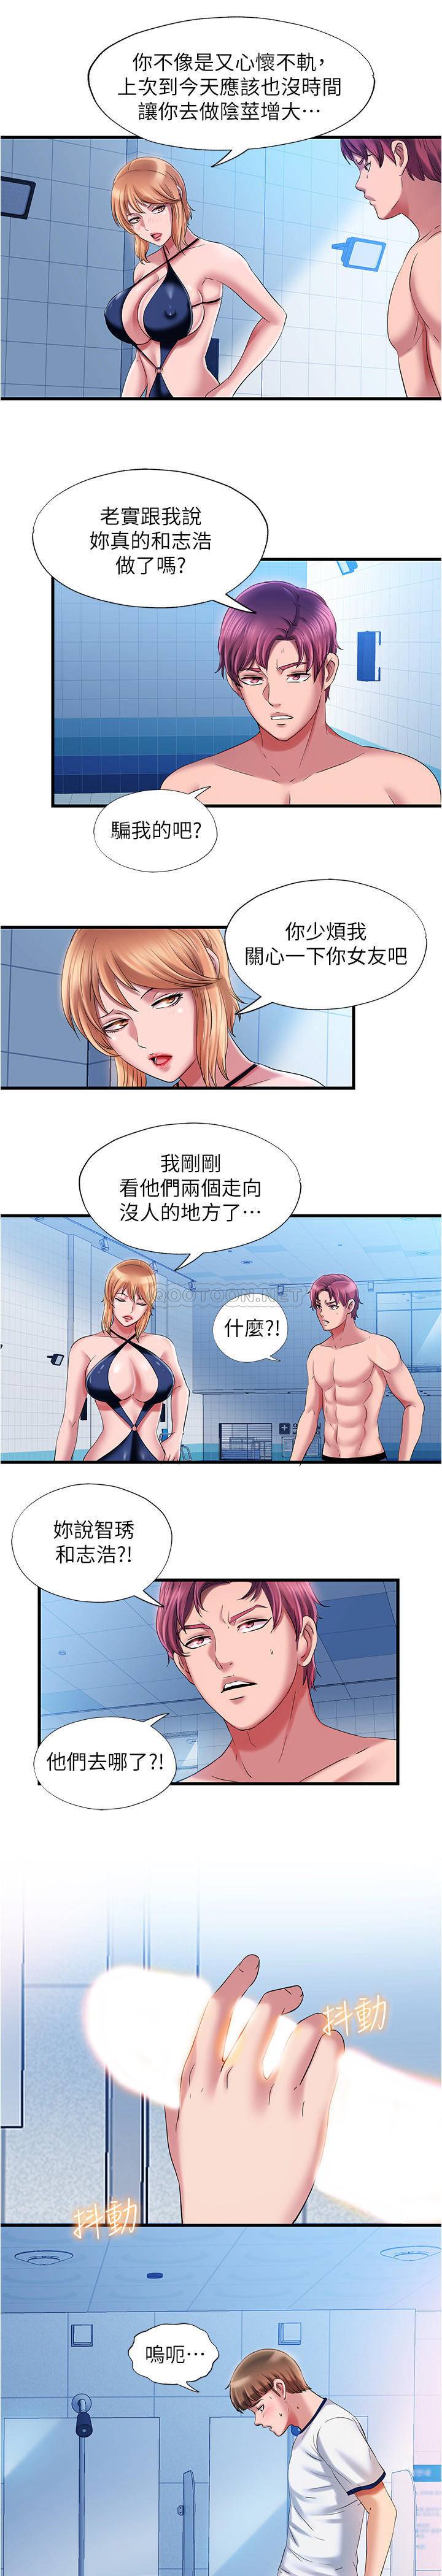 你不像是又心懷不軌，
上次到今天應該也沒時間
讓你去做陰莖增大…
老實跟我說
妳真的和志浩
做了嗎?
騙我的吧?
你少煩我
關心一下你女友吧
我剛剛
看他們兩個走向
沒人的地方了…
QOOTOON.NET
什麼?!
妳說智琇
和志浩?!
他們去哪了?!
抖動
抖動
嗚呃…